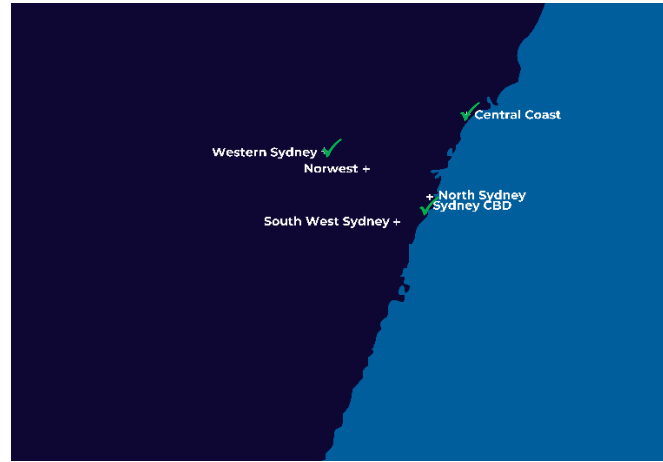 Central Coast
Western Sydney
Norwest
North Sydney
Sydney CBD
South West Sydney